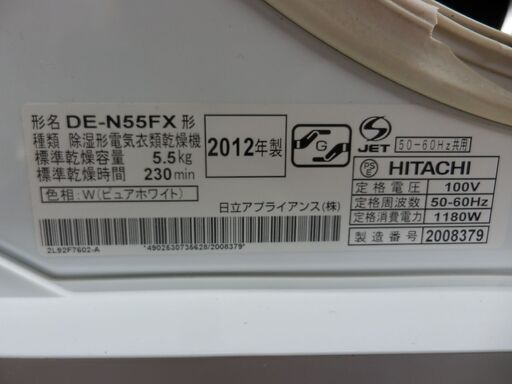 形名 DE-N55FX 形
種類 除湿形電気衣類乾燥機
標準乾燥容量 5.5kg
標準乾燥時間 230min
色相:W(ピュアホワイト)
2012年製
G
S
JET
50-60Hz共用
PS
E
HITACHI
定格電圧 100V
定格周波数 50-60Hz
定格消費電力 1180W
製造番号 2008379
日立アプライアンス(株)
2L92F7602-A
*4902530736628/2008379*